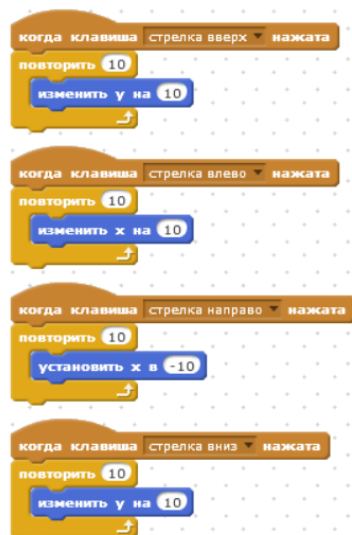 когда клавиша стрелка вверх нажата
повторить 10
изменить y на 10
когда клавиша стрелка влево нажата
повторить 10
изменить x на 10
когда клавиша стрелка направо нажата
повторить 10
установить x в -10
когда клавиша стрелка вниз нажата
повторить 10
изменить y на 10